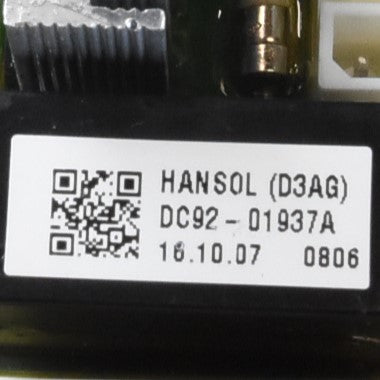 HANSOL (D3AG)
DC92-01937A
16.10.07 0806